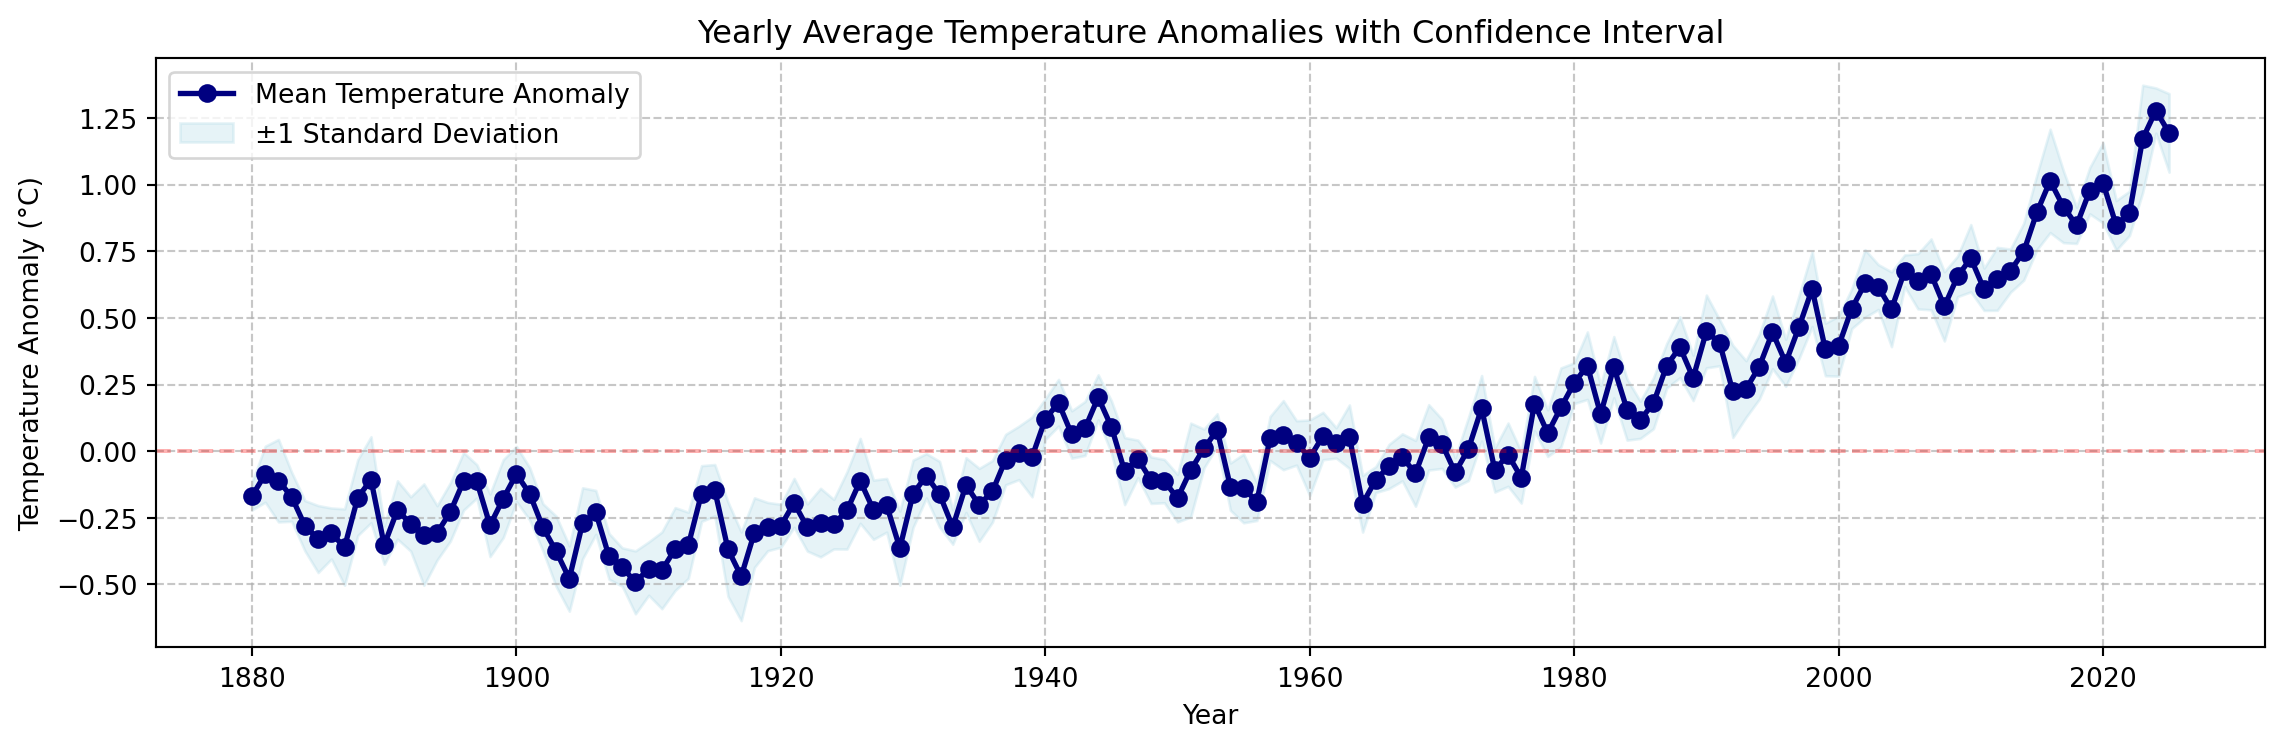 Yearly Average Temperature Anomalies with Confidence Interval
Mean Temperature Anomaly
±1 Standard Deviation
Temperature Anomaly (°C)
1.25
1.00
0.75
0.50
0.25
0.00
−0.25
−0.50
1880 1900 1920 1940 1960 1980 2000 2020
Year